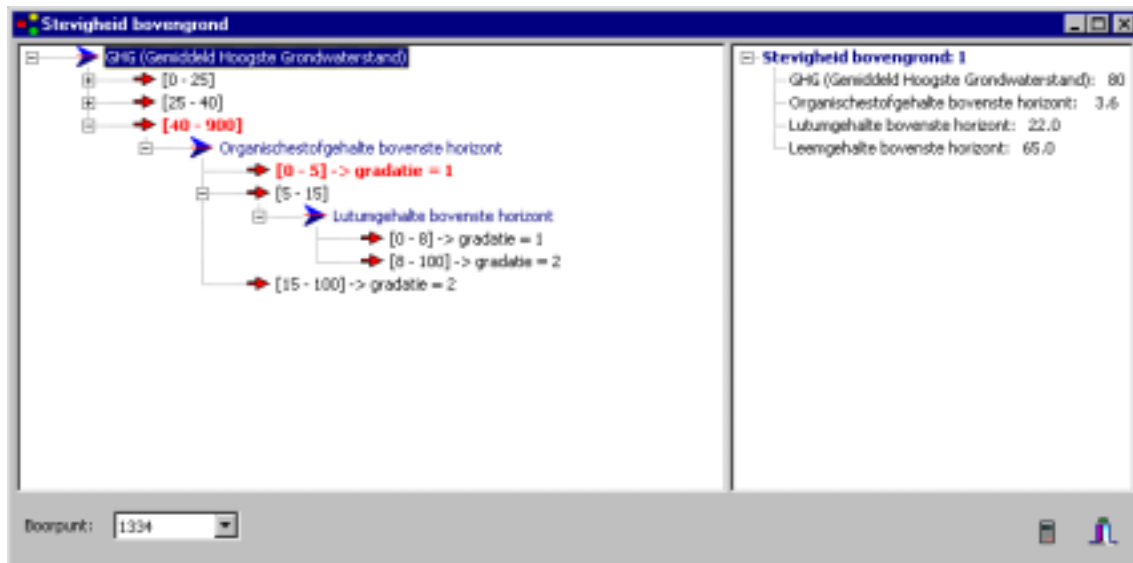 Stevigheid bovengrond
GHG (Gemiddeld Hoogste Grondwaterstand)
[0 - 25]
[25 - 40]
[40 - 900]
Organischestofgehalte bovenste horizont
[0 - 5] -> gradatie = 1
[5 - 15]
Lutumgehalte bovenste horizont
[0 - 8] -> gradatie = 1
[8 - 100] -> gradatie = 2
[15 - 100] -> gradatie = 2
Stevigheid bovengrond: 1
GHG (Gemiddeld Hoogste Grondwaterstand): 80
Organischestofgehalte bovenste horizont: 3.6
Lutumgehalte bovenste horizont: 22.0
Leemgehalte bovenste horizont: 65.0
Boorpunt: 1334